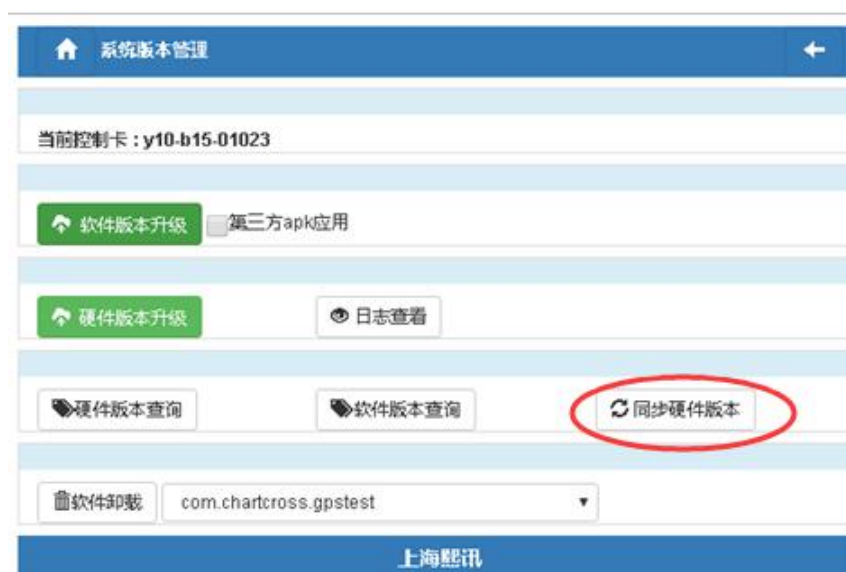 系统版本管理
当前控制卡：y10-b15-01023
软件版本升级 第三方apk应用
硬件版本升级 日志查看
硬件版本查询 软件版本查询 同步硬件版本
软件卸载 com.chartcross.gpstest
上海熙讯